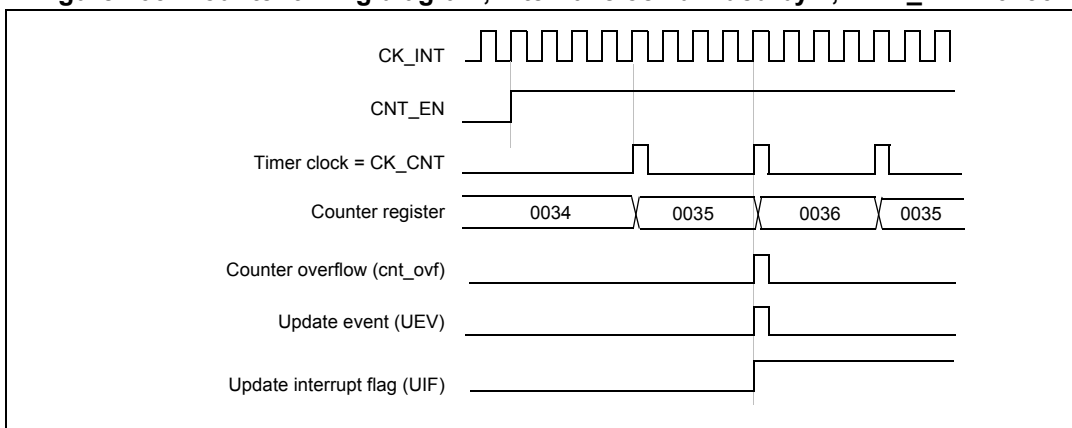 CK_INT
CNT_EN
Timer clock = CK_CNT
Counter register 0034 0035 0036 0035
Counter overflow (cnt_ovf)
Update event (UEV)
Update interrupt flag (UIF)